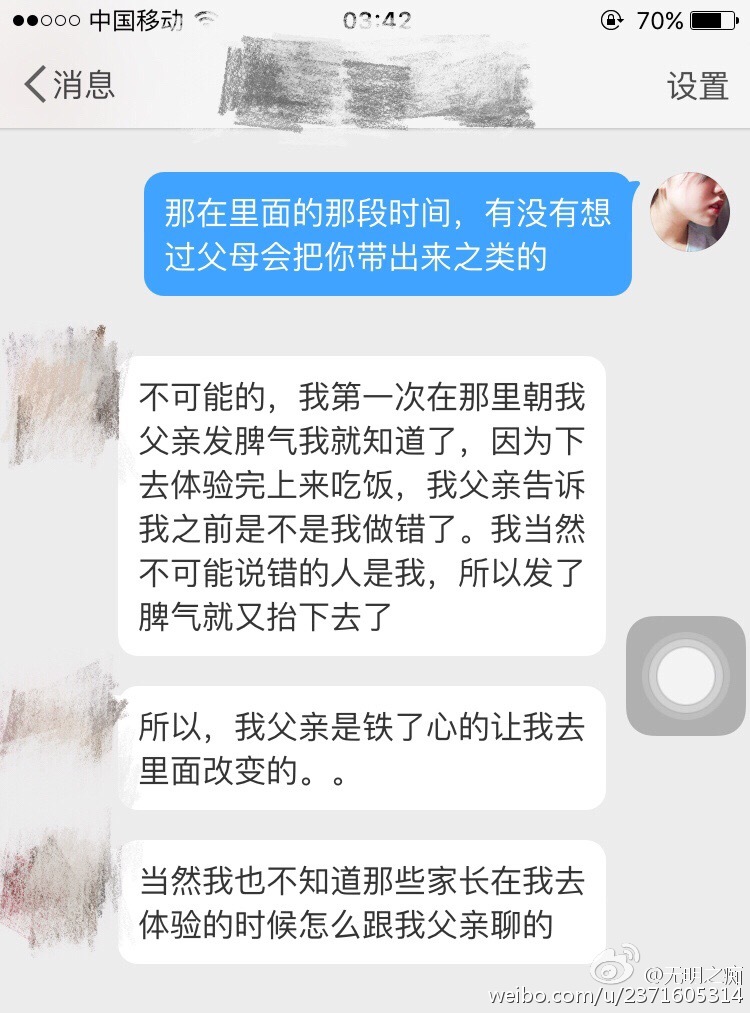 中国移动
03:42
70%
消息
设置
那在里面的那段时间，有没有想
过父母会把你带出来之类的
不可能的，我第一次在那里朝我
父亲发脾气我就知道了，因为下
去体验完上来吃饭，我父亲告诉
我之前是不是我做错了。我当然
不可能说错的人是我，所以发了
脾气就又抬下去了
所以，我父亲是铁了心的让我去
里面改变的。。
当然我也不知道那些家长在我去
体验的时候怎么跟我父亲聊的
@无明之痴
weibo.com/u/2371605314